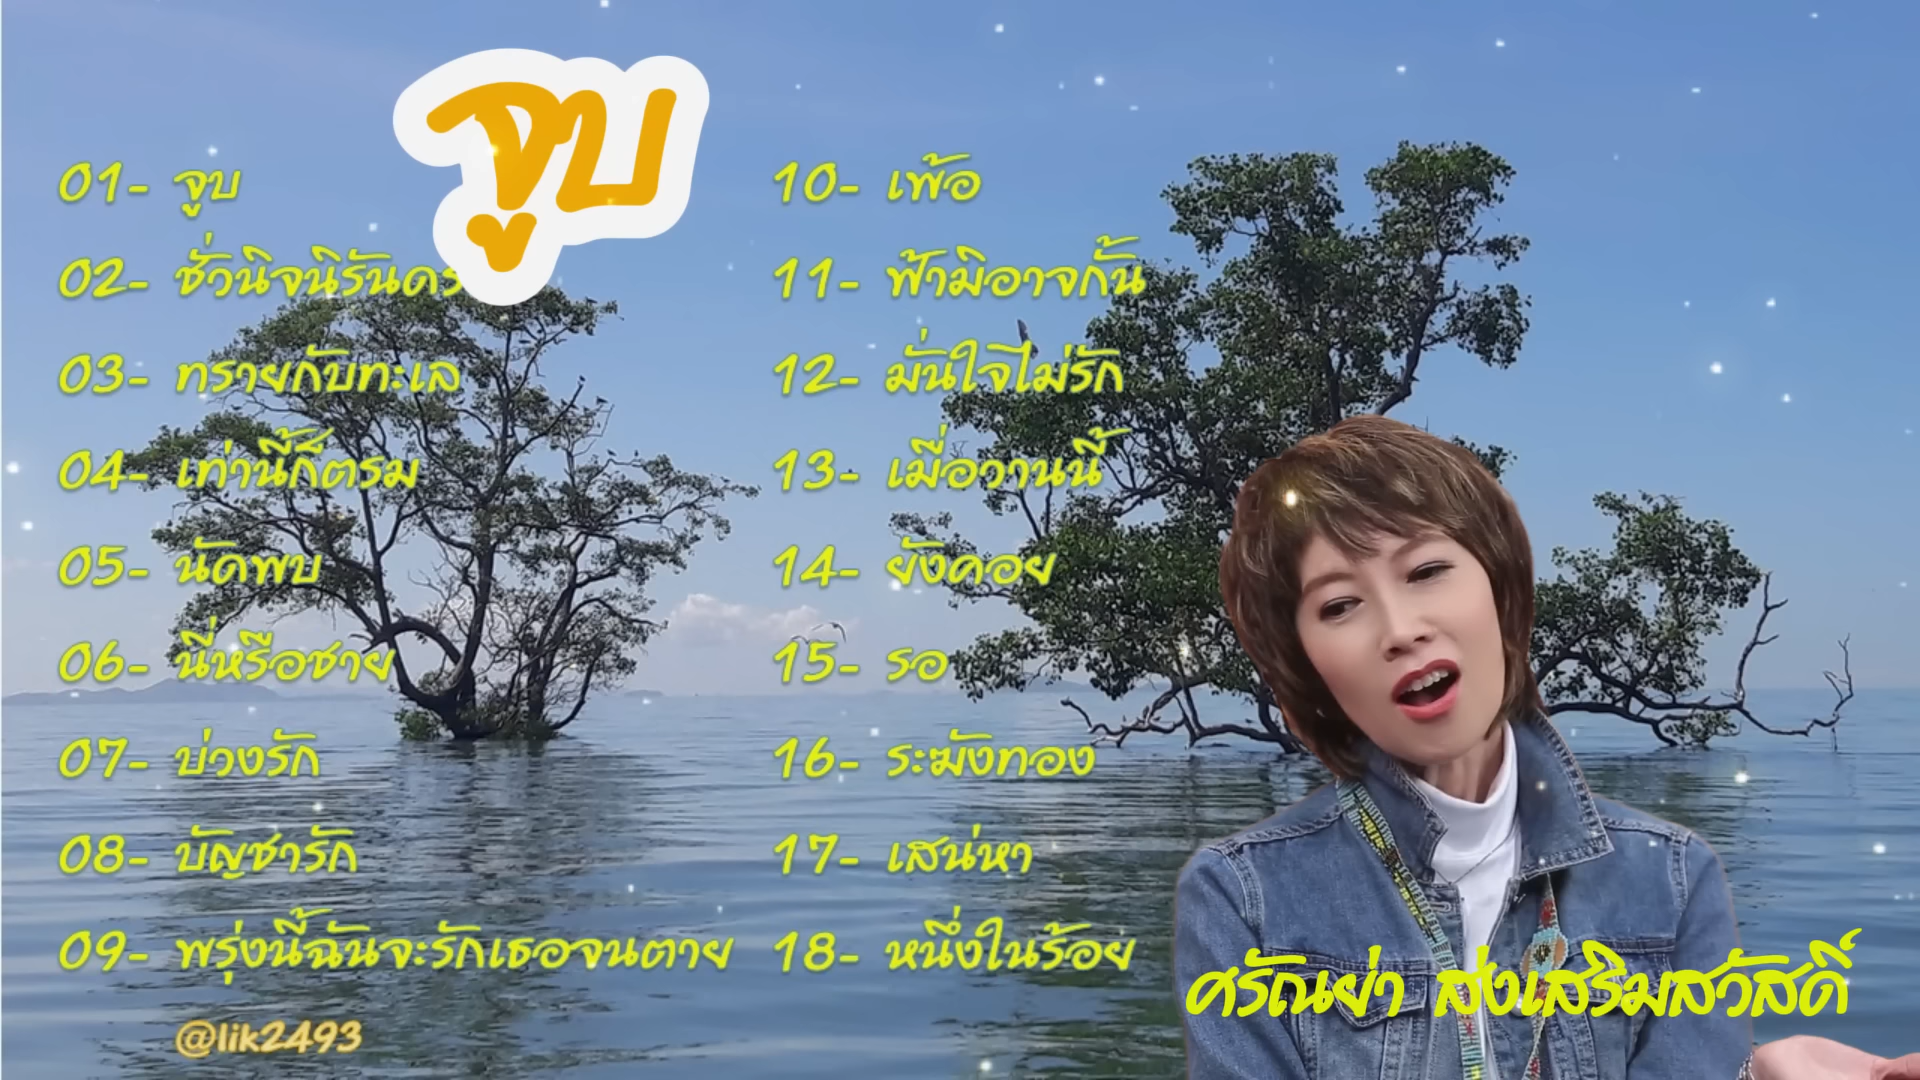 จูบ
01- จูบ
02- ชั่วนิจนิรันดร
03- ทรายกับทะเล
04- เท่านี้ก็ตรม
05- นัดพบ
06- นี่หรือชาย
07- บ่วงรัก
08- บัญชารัก
09- พรุ่งนี้ฉันจะรักเธอจนตาย
10- เพ้อ
11- ฟ้ามิอาจกั้น
12- มั่นใจไม่รัก
13- เมื่อวานนี้
14- ยังคอย
15- รอ
16- ระฆังทอง
17- เสน่หา
18- หนึ่งในร้อย
ศรัณย่า ส่งเสริมสวัสดิ์
@lik2493